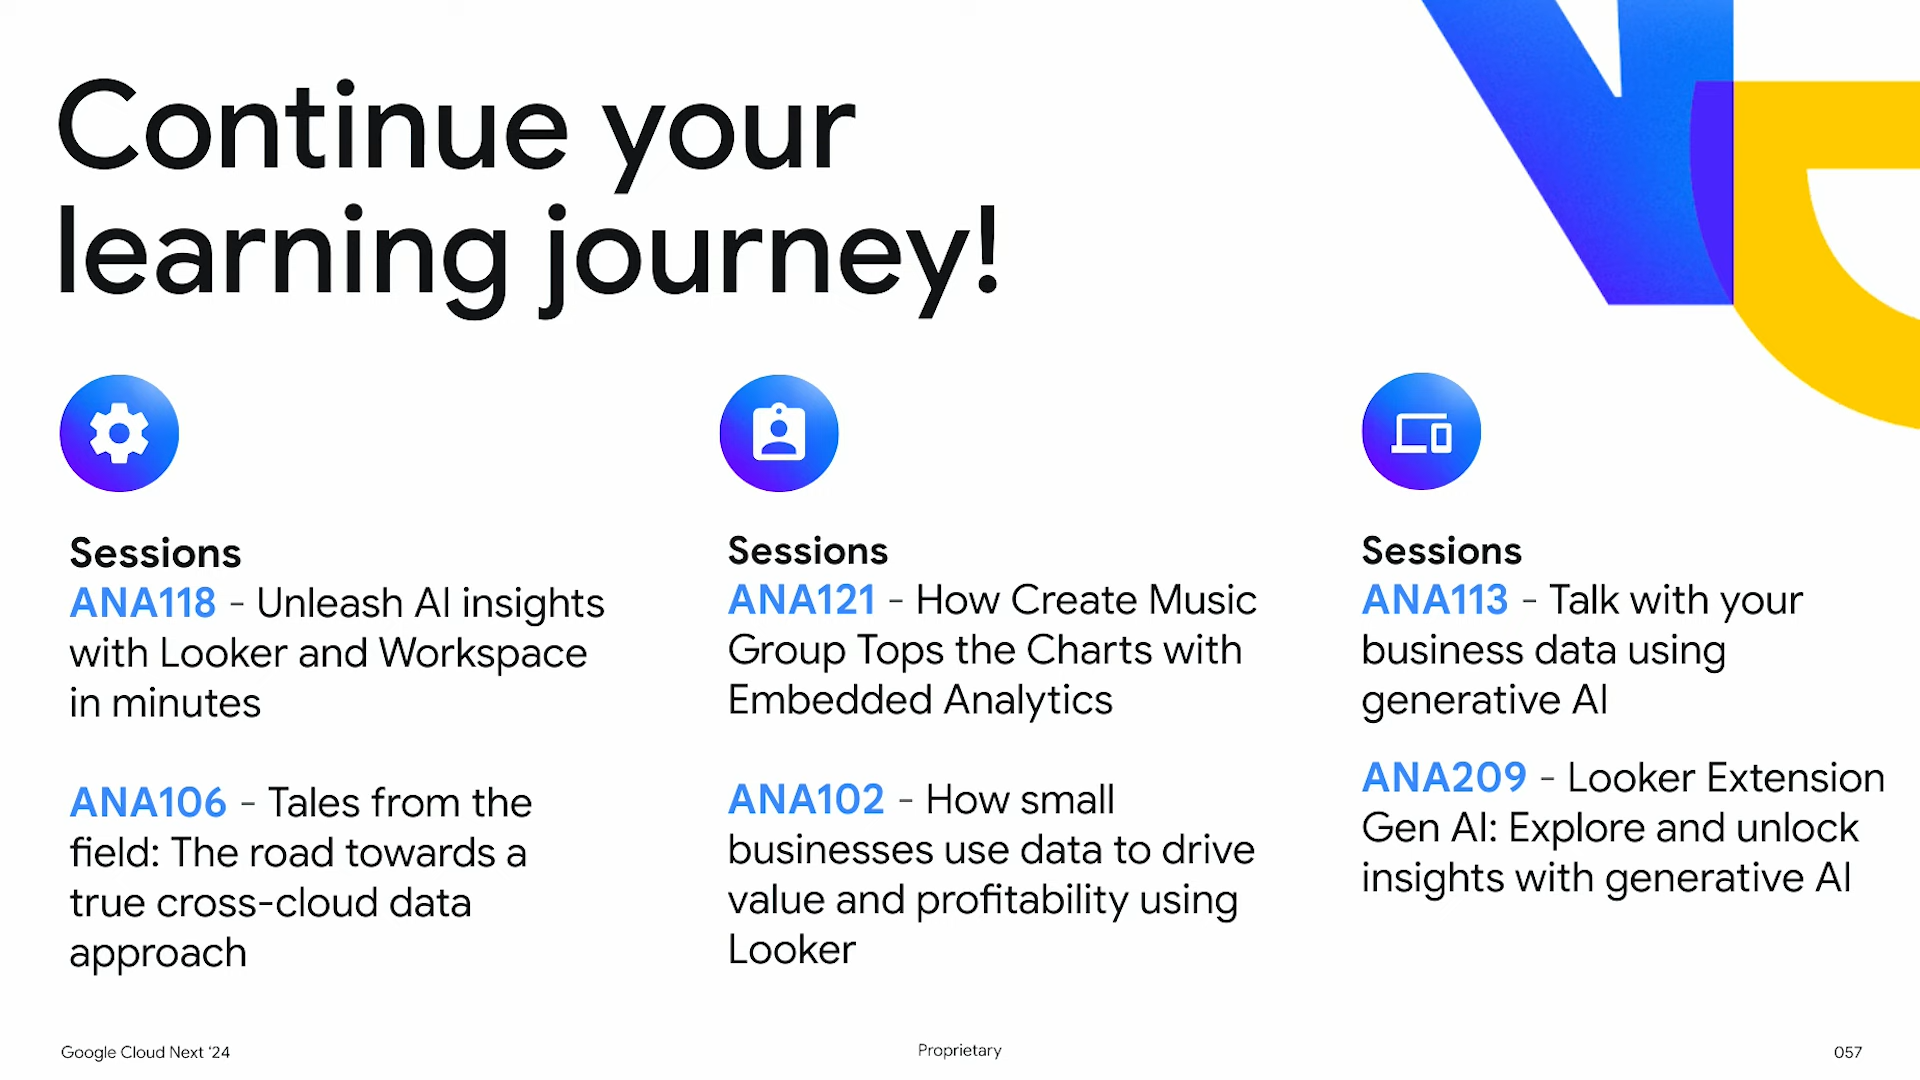 Continue your
learning journey!
Sessions
ANA118 - Unleash AI insights
with Looker and Workspace
in minutes
ANA106 - Tales from the
field: The road towards a
true cross-cloud data
approach
Sessions
ANA121 - How Create Music
Group Tops the Charts with
Embedded Analytics
ANA102 - How small
businesses use data to drive
value and profitability using
Looker
Sessions
ANA113 - Talk with your
business data using
generative AI
ANA209 - Looker Extension
Gen AI: Explore and unlock
insights with generative AI
Google Cloud Next '24
Proprietary
057